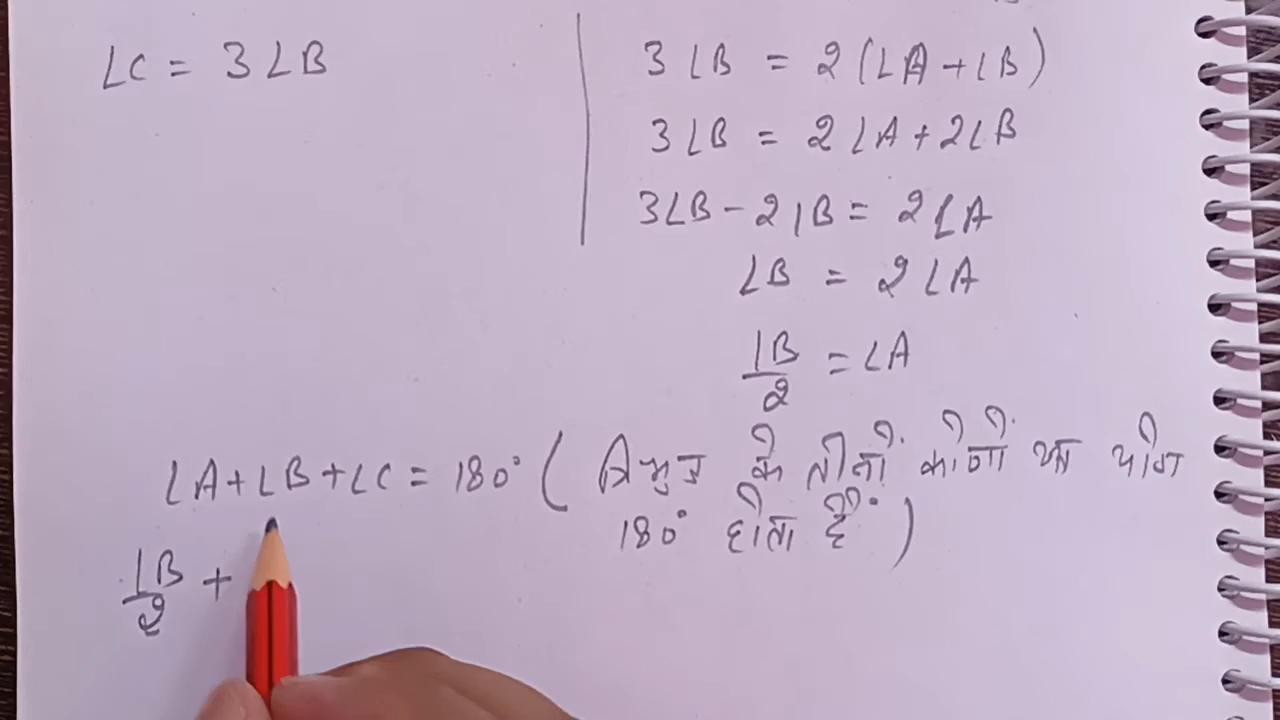 ∠C = 3∠B
3∠B = 2(∠A+∠B)
3∠B = 2∠A+2∠B
3∠B-2∠B = 2∠A
∠B = 2∠A
∠B/2 = ∠A
∠A+∠B+∠C = 180° ( त्रिभुज के तीनों कोणों का योग
180° होता है। )
∠B/2 +